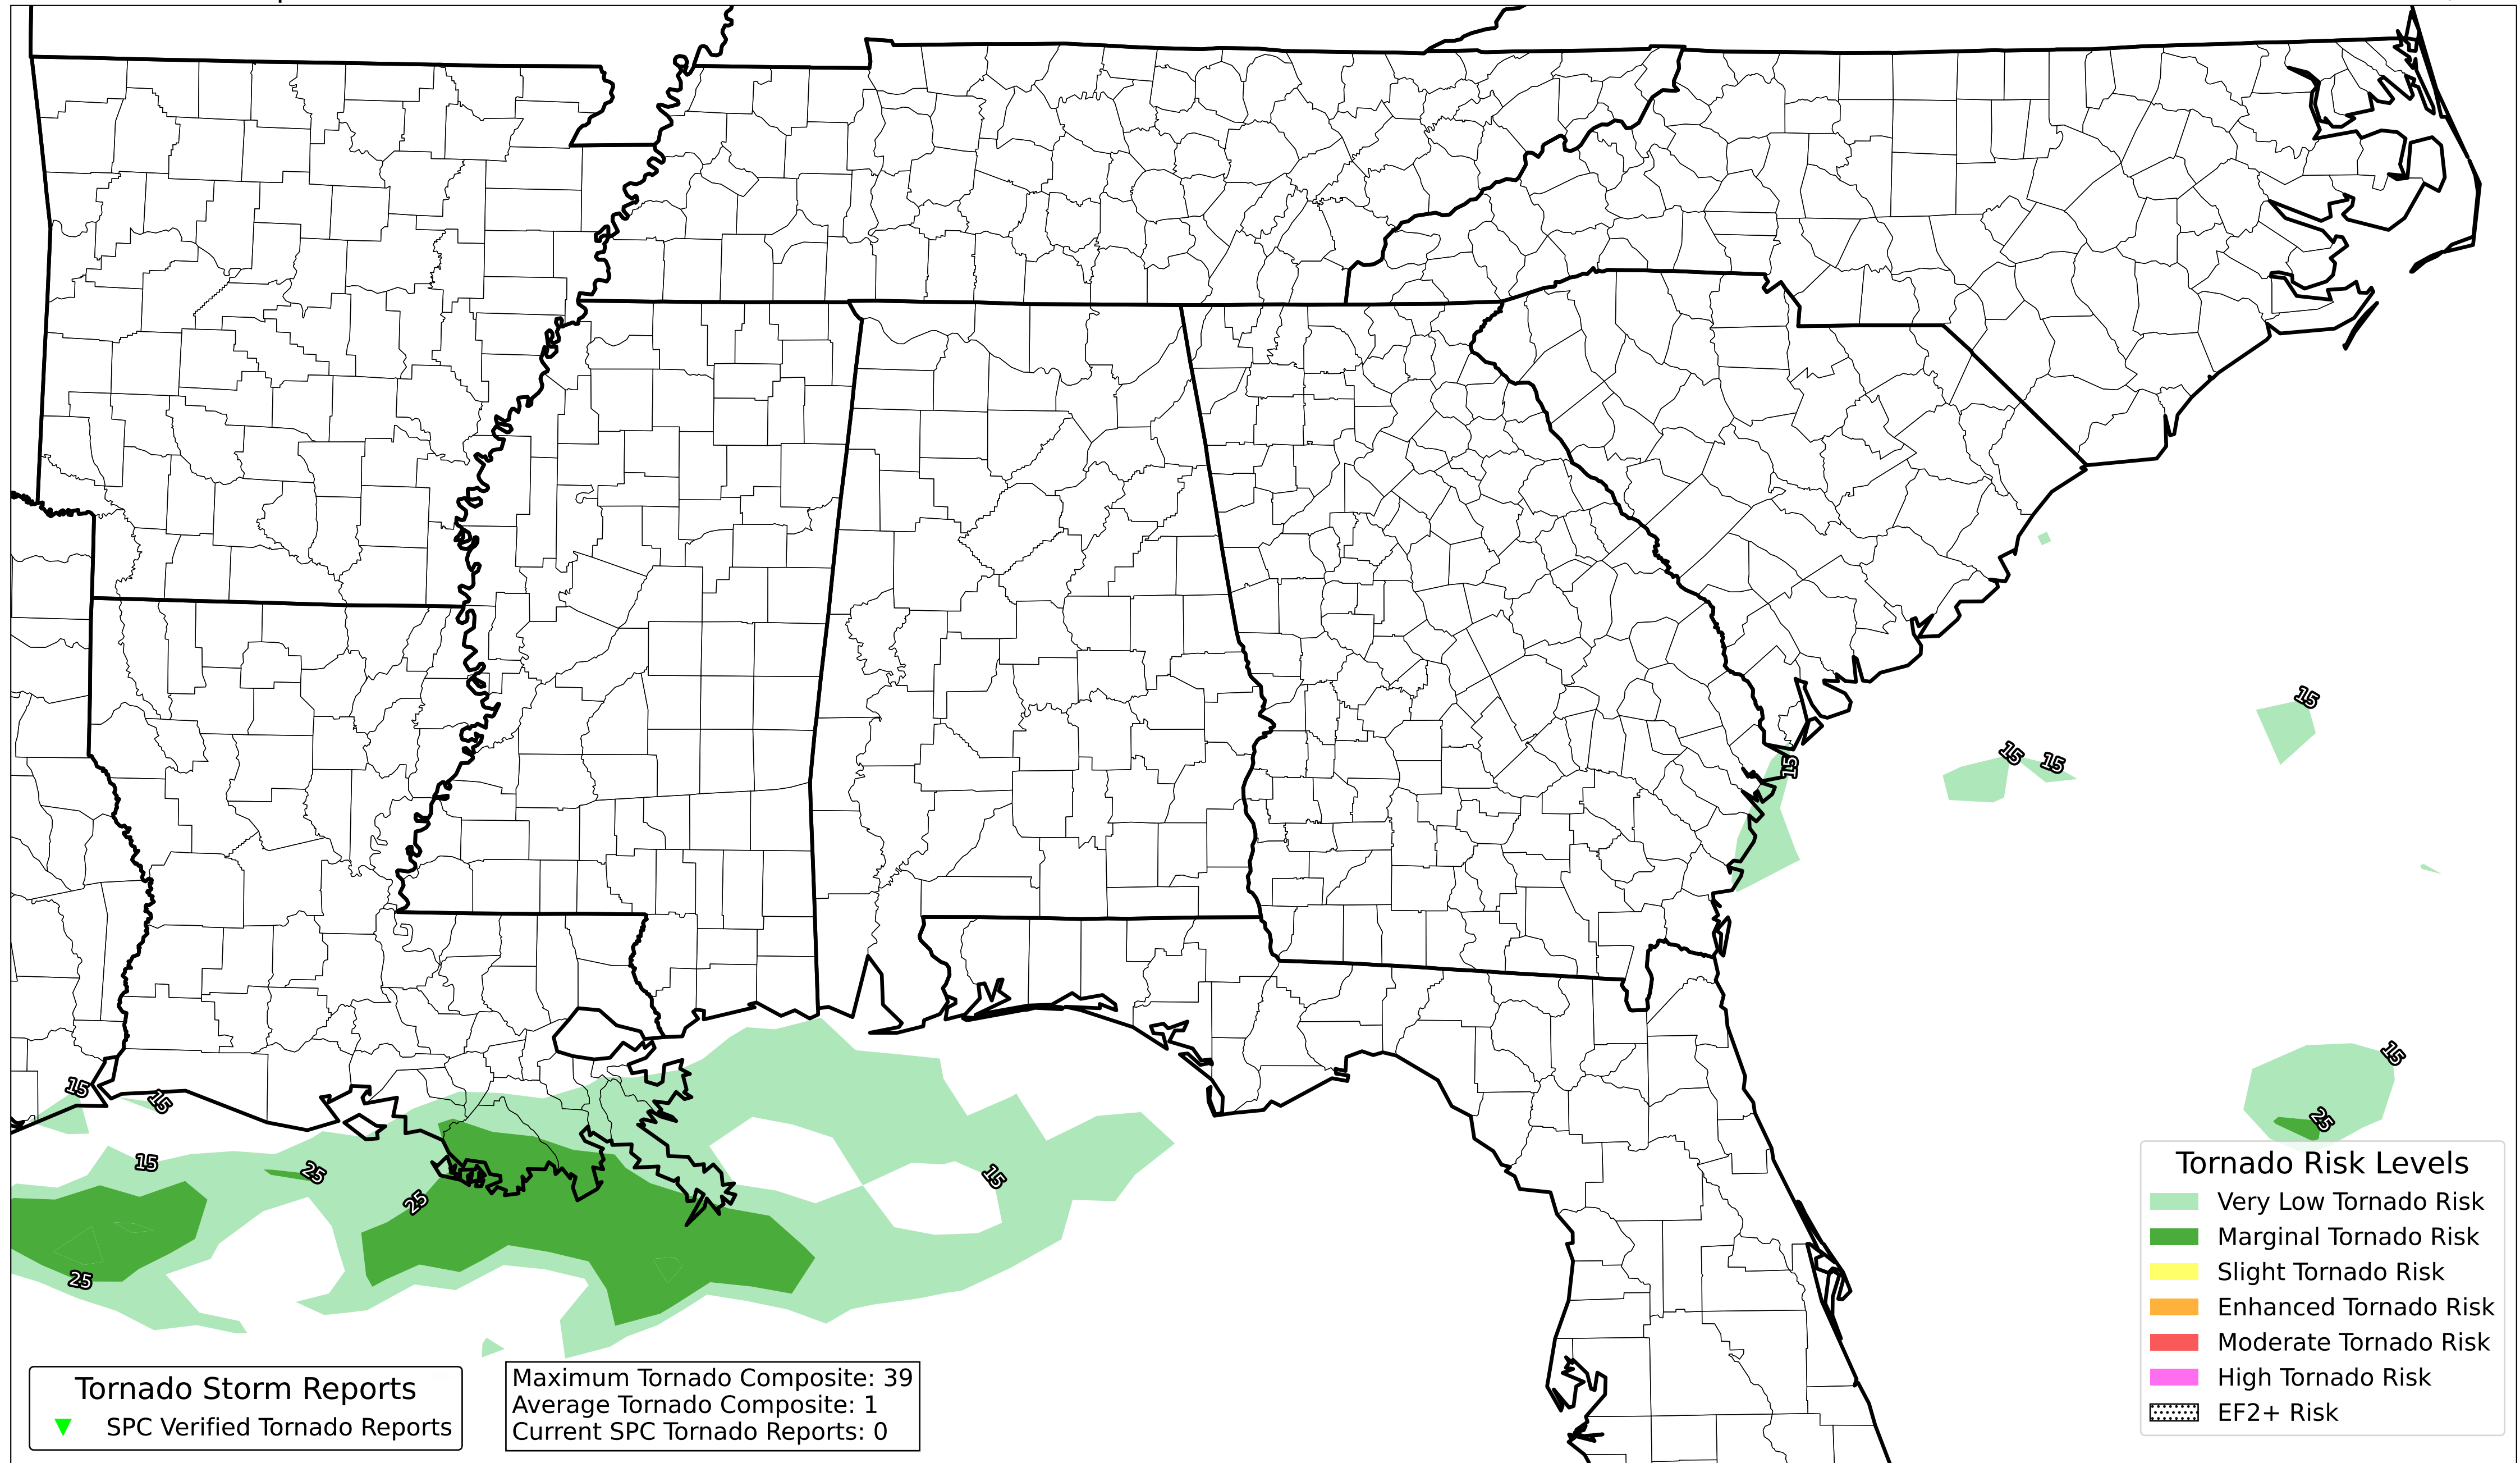 15
15
15
15
15
15
15
15
25
15
25
15
25
25
Tornado Risk Levels
Very Low Tornado Risk
Marginal Tornado Risk
Slight Tornado Risk
Enhanced Tornado Risk
Moderate Tornado Risk
High Tornado Risk
EF2+ Risk
Maximum Tornado Composite: 39
Average Tornado Composite: 1
Current SPC Tornado Reports: 0
Tornado Storm Reports
SPC Verified Tornado Reports